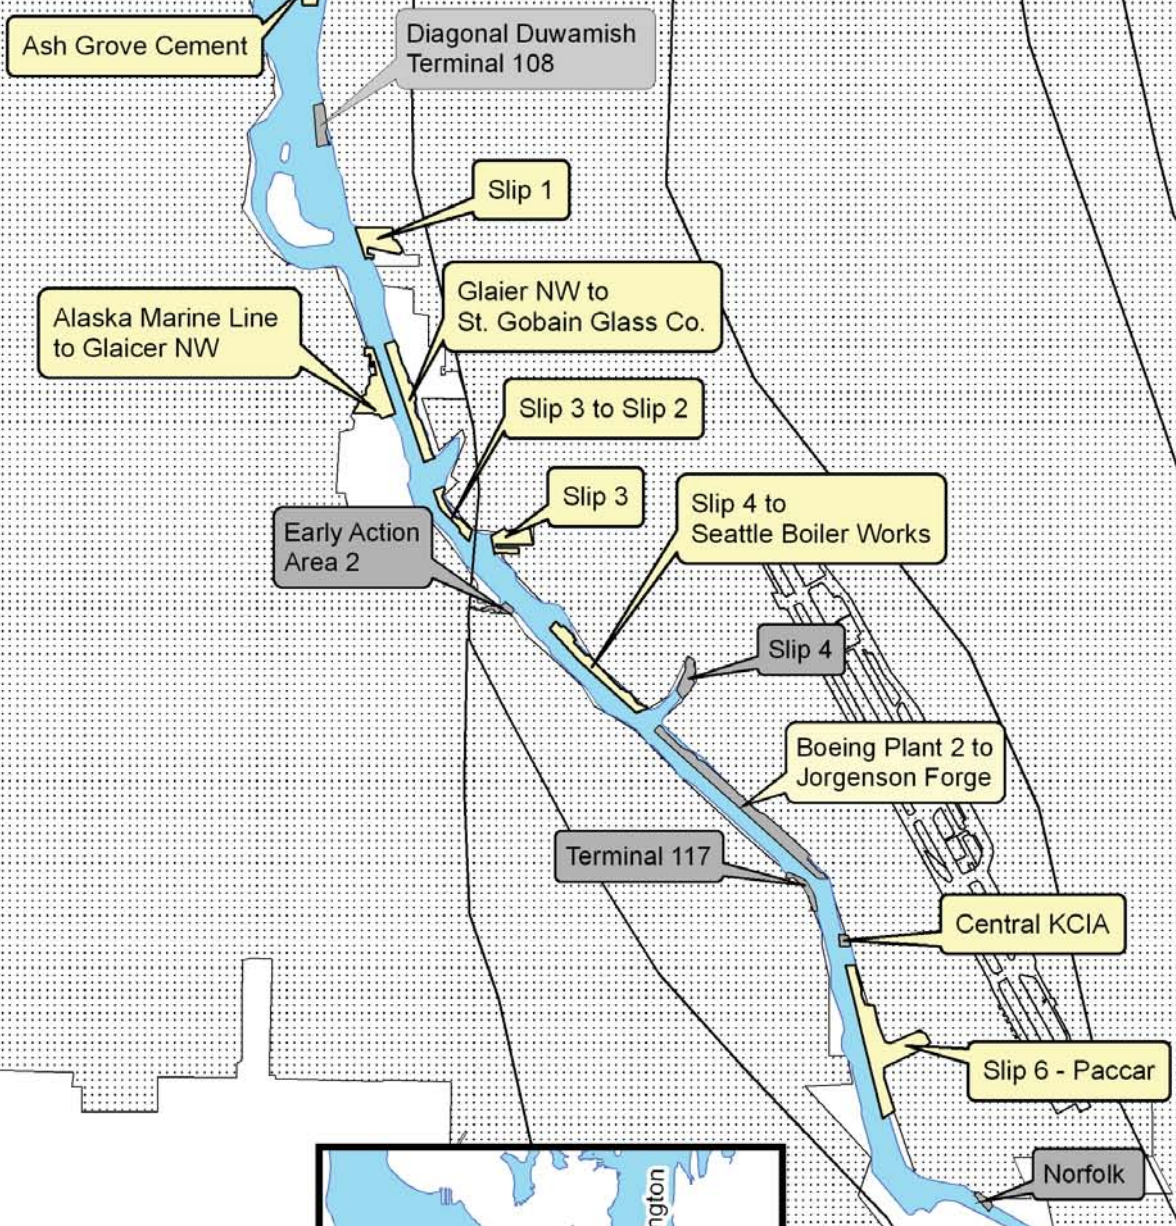 Ash Grove Cement
Diagonal Duwamish
Terminal 108
Slip 1
Glaier NW to
St. Gobain Glass Co.
Alaska Marine Line
to Glaicer NW
Slip 3 to Slip 2
Slip 3
Slip 4 to
Seattle Boiler Works
Early Action
Area 2
Slip 4
Boeing Plant 2 to
Jorgenson Forge
Terminal 117
Central KCIA
Slip 6 - Paccar
Norfolk
ngton